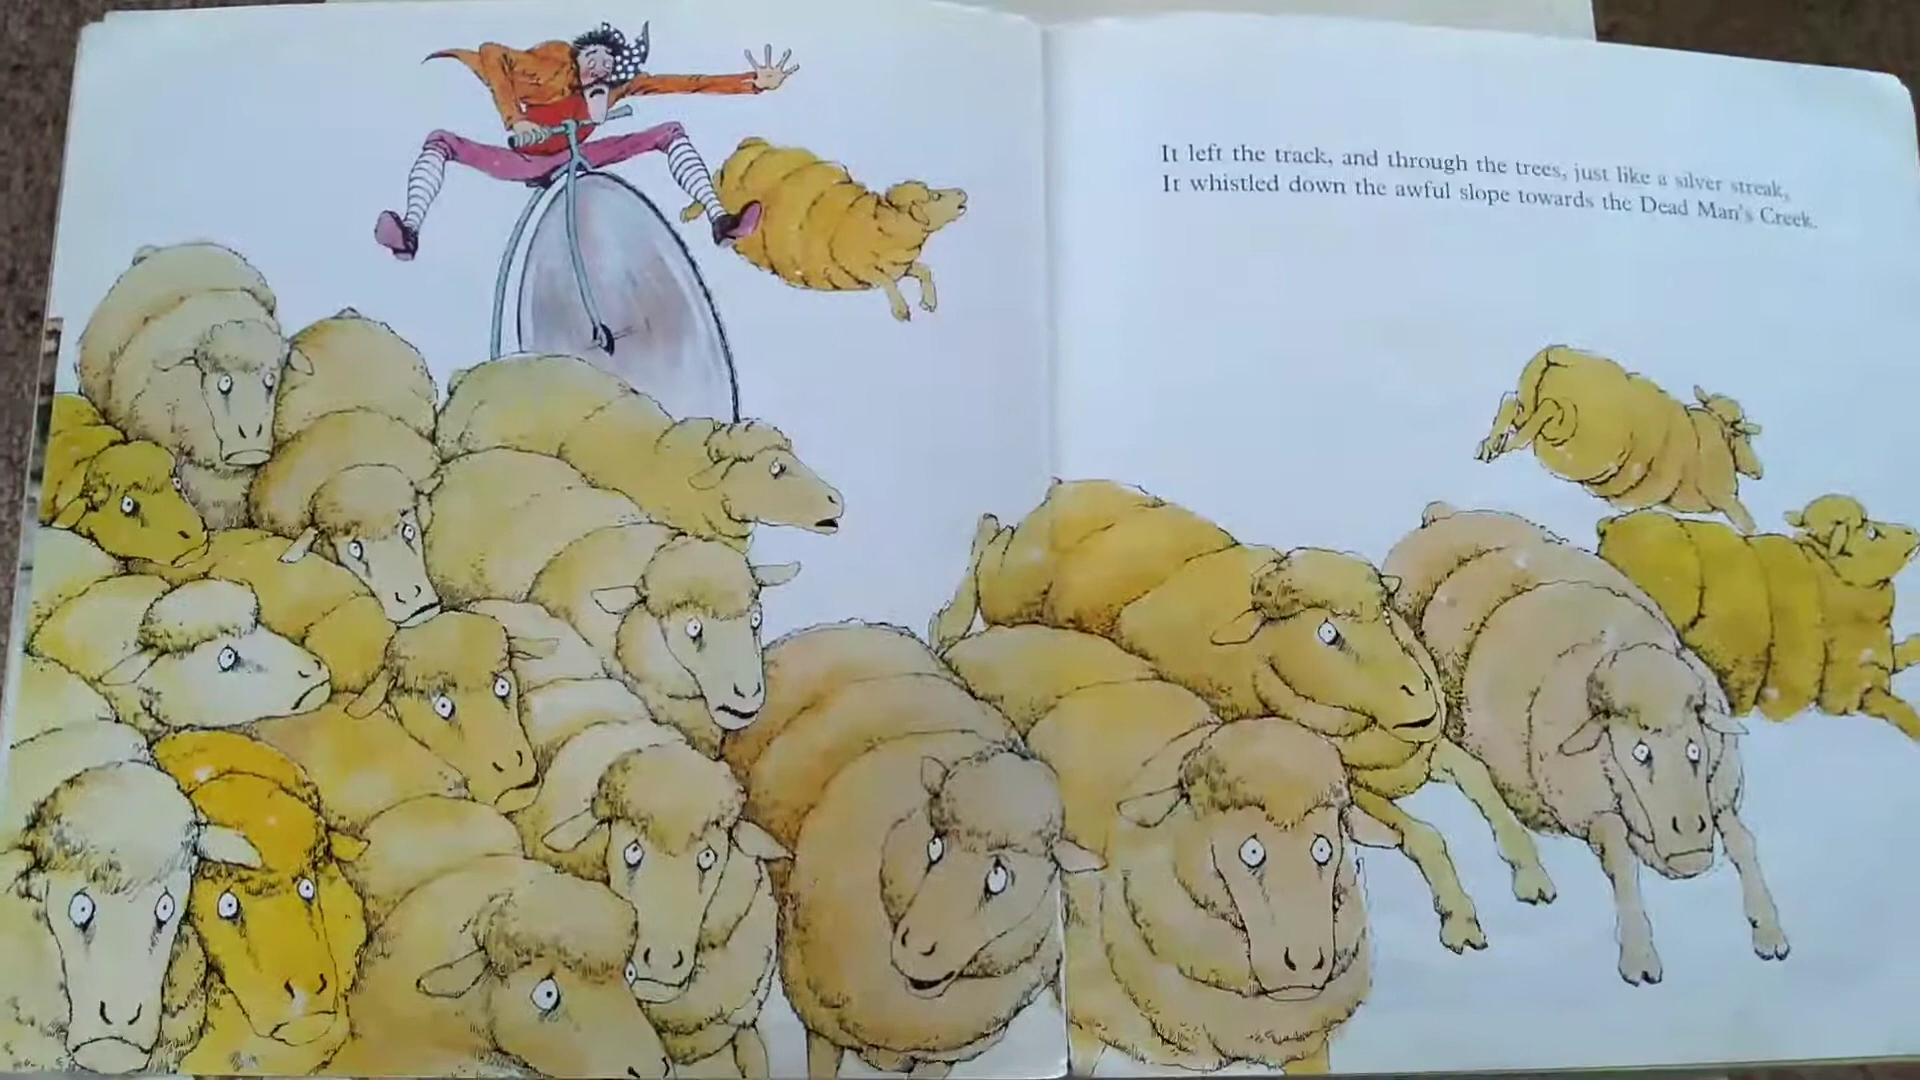 It left the track, and through the trees, just like a silver streak,
It whistled down the awful slope towards the Dead Man's Creek.